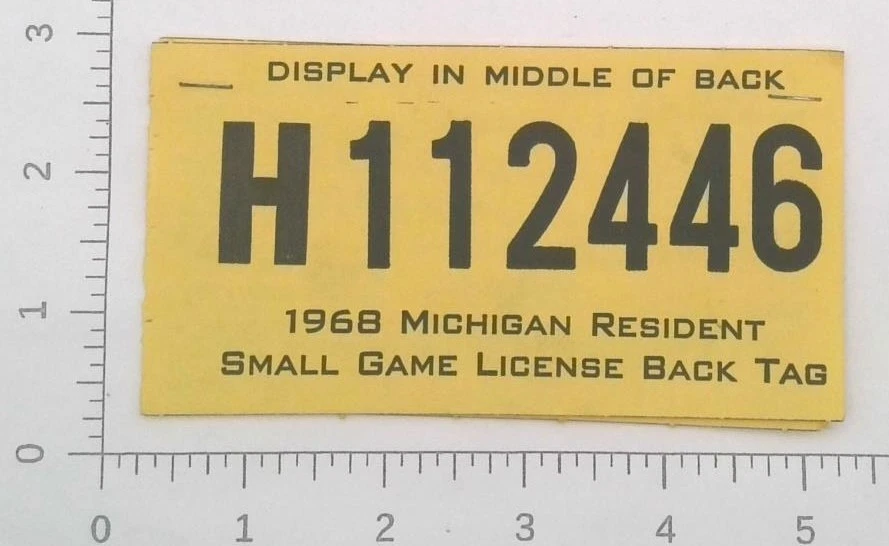 DISPLAY IN MIDDLE OF BACK
H112446
1968 MICHIGAN RESIDENT
SMALL GAME LICENSE BACK TAG
3
2
1
0
0 1 2 3 4 5